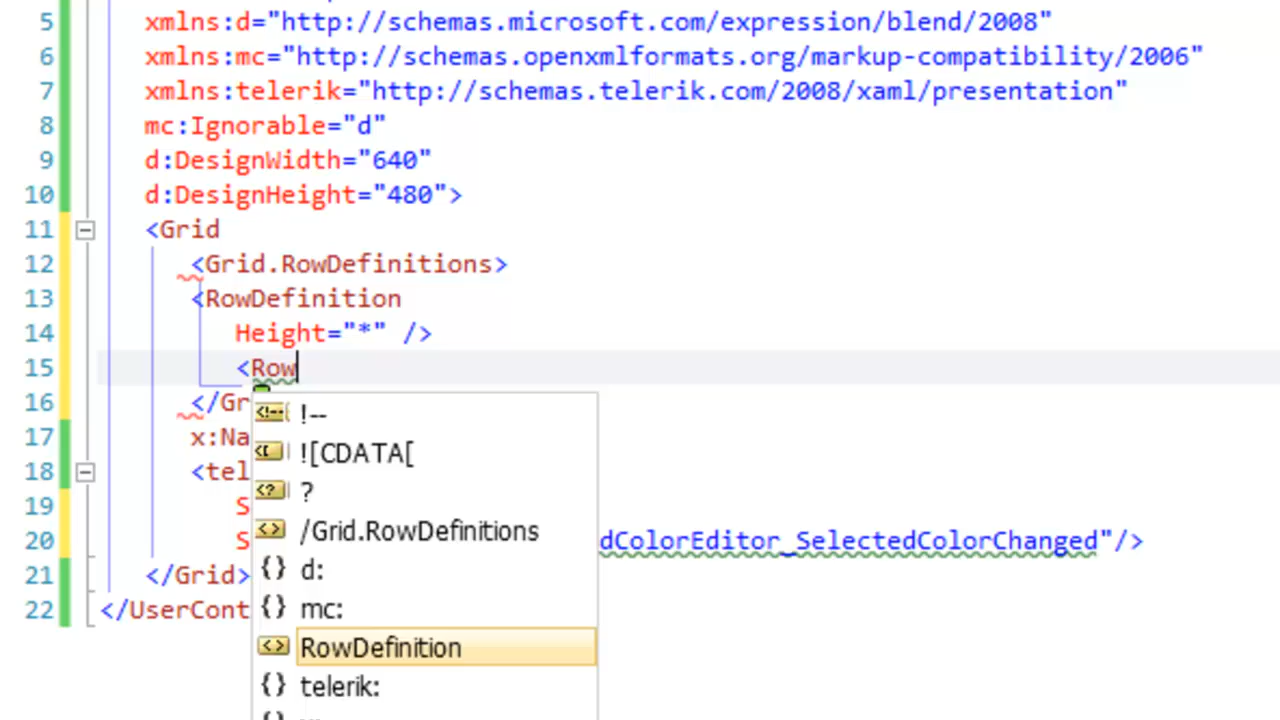 5 xmlns:d="http://schemas.microsoft.com/expression/blend/2008"
6 xmlns:mc="http://schemas.openxmlformats.org/markup-compatibility/2006"
7 xmlns:telerik="http://schemas.telerik.com/2008/xaml/presentation"
8 mc:Ignorable="d"
9 d:DesignWidth="640"
10 d:DesignHeight="480">
11 <Grid
12 <Grid.RowDefinitions>
13 <RowDefinition
14 Height="*" />
15 <Row
16 </Gr
17 x:Na
18 <tel
19 S
20 S dColorEditor_SelectedColorChanged"/>
21 </Grid>
22 </UserCont
!--
![CDATA[
?
/Grid.RowDefinitions
d:
mc:
RowDefinition
telerik: